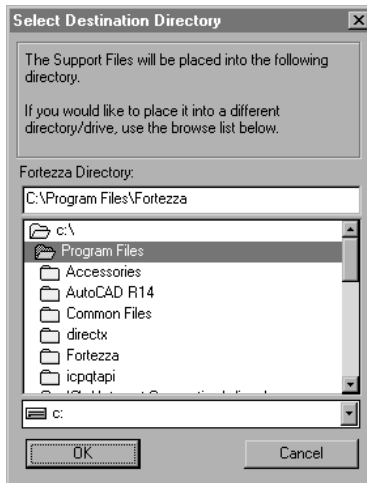 Select Destination Directory
The Support Files will be placed into the following
directory.
If you would like to place it into a different
directory/drive, use the browse list below.
Fortezza Directory:
C:\Program Files\Fortezza
c:\
Program Files
Accessories
AutoCAD R14
Common Files
directx
Fortezza
icpqtapi
c:
OK
Cancel